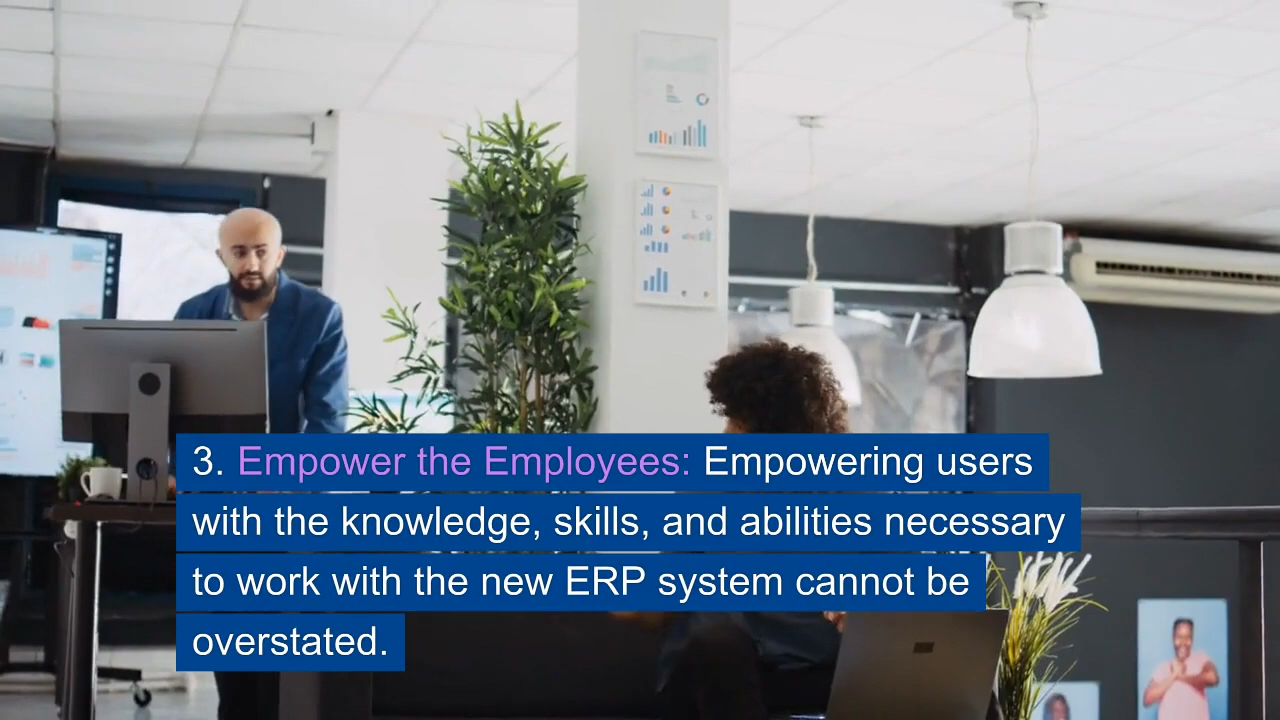 3. Empower the Employees: Empowering users
with the knowledge, skills, and abilities necessary
to work with the new ERP system cannot be
overstated.